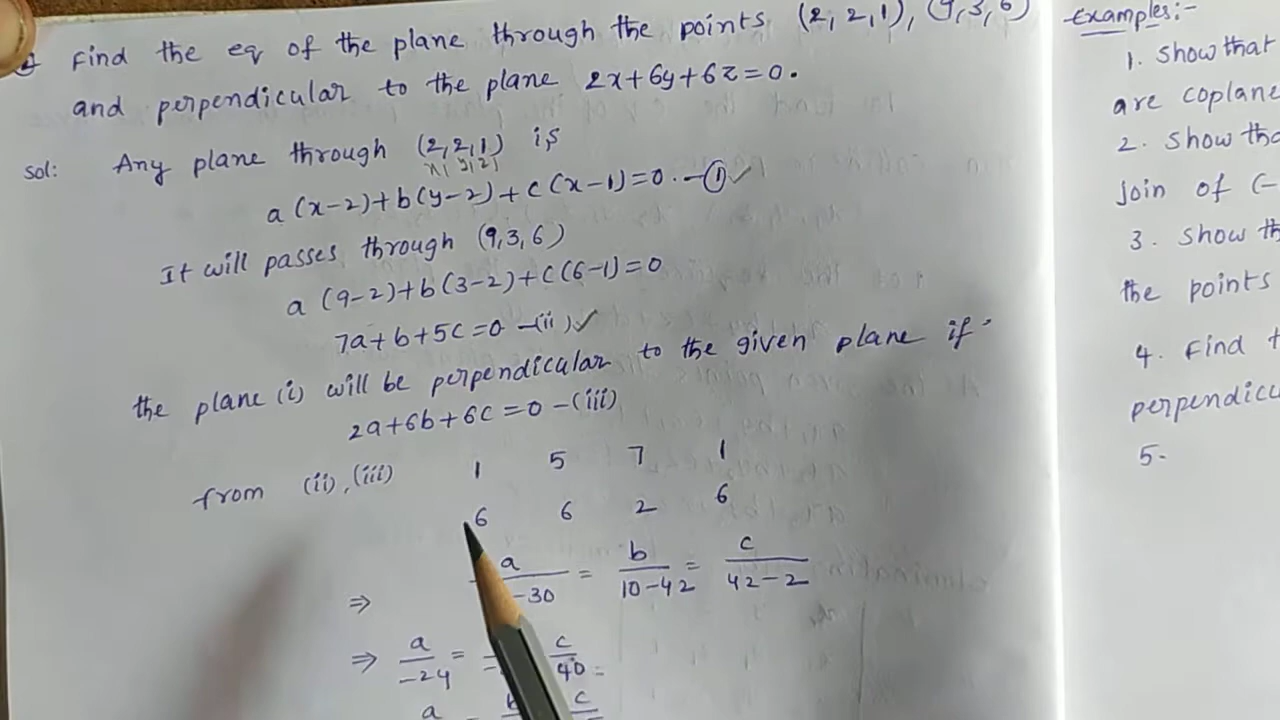 Find the eq of the plane through the points (2,2,1), (9,3,6)
and perpendicular to the plane 2x+6y+6z=0.
Sol: Any plane through (2,2,1) is
x1 y1 z1
a(x-2)+b(y-2)+c(x-1)=0. -① ✓
It will passes through (9,3,6)
a(9-2)+b(3-2)+c(6-1)=0
7a+b+5c=0 -(ii) ✓
the plane (i) will be perpendicular to the given plane if
2a+6b+6c=0 -(iii)
from (ii),(iii) 1 5 7 1
6 6 2 6
⇒ a/-30 = b/10-42 = c/42-2
⇒ a/-24 = c/40 =
a b c
Examples:-
1. Show that
are coplane
2. Show tha
join of (-
3. Show th
the points
4. Find t
perpendicu
5.